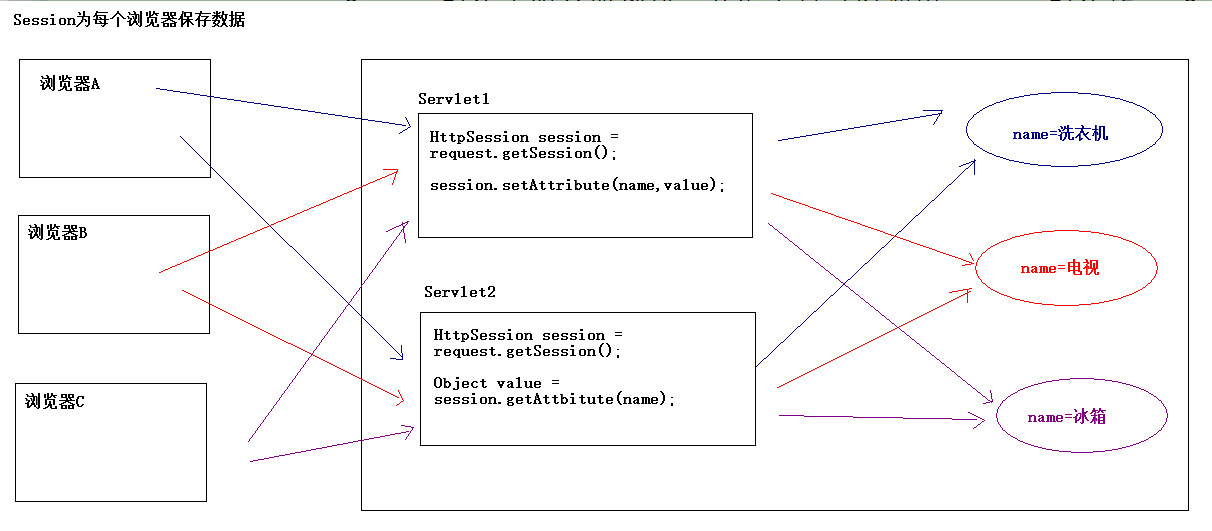 Session为每个浏览器保存数据
浏览器A
浏览器B
浏览器C
Servlet1
HttpSession session =
request.getSession();
session.setAttribute(name,value);
Servlet2
HttpSession session =
request.getSession();
Object value =
session.getAttbitute(name);
name=洗衣机
name=电视
name=冰箱